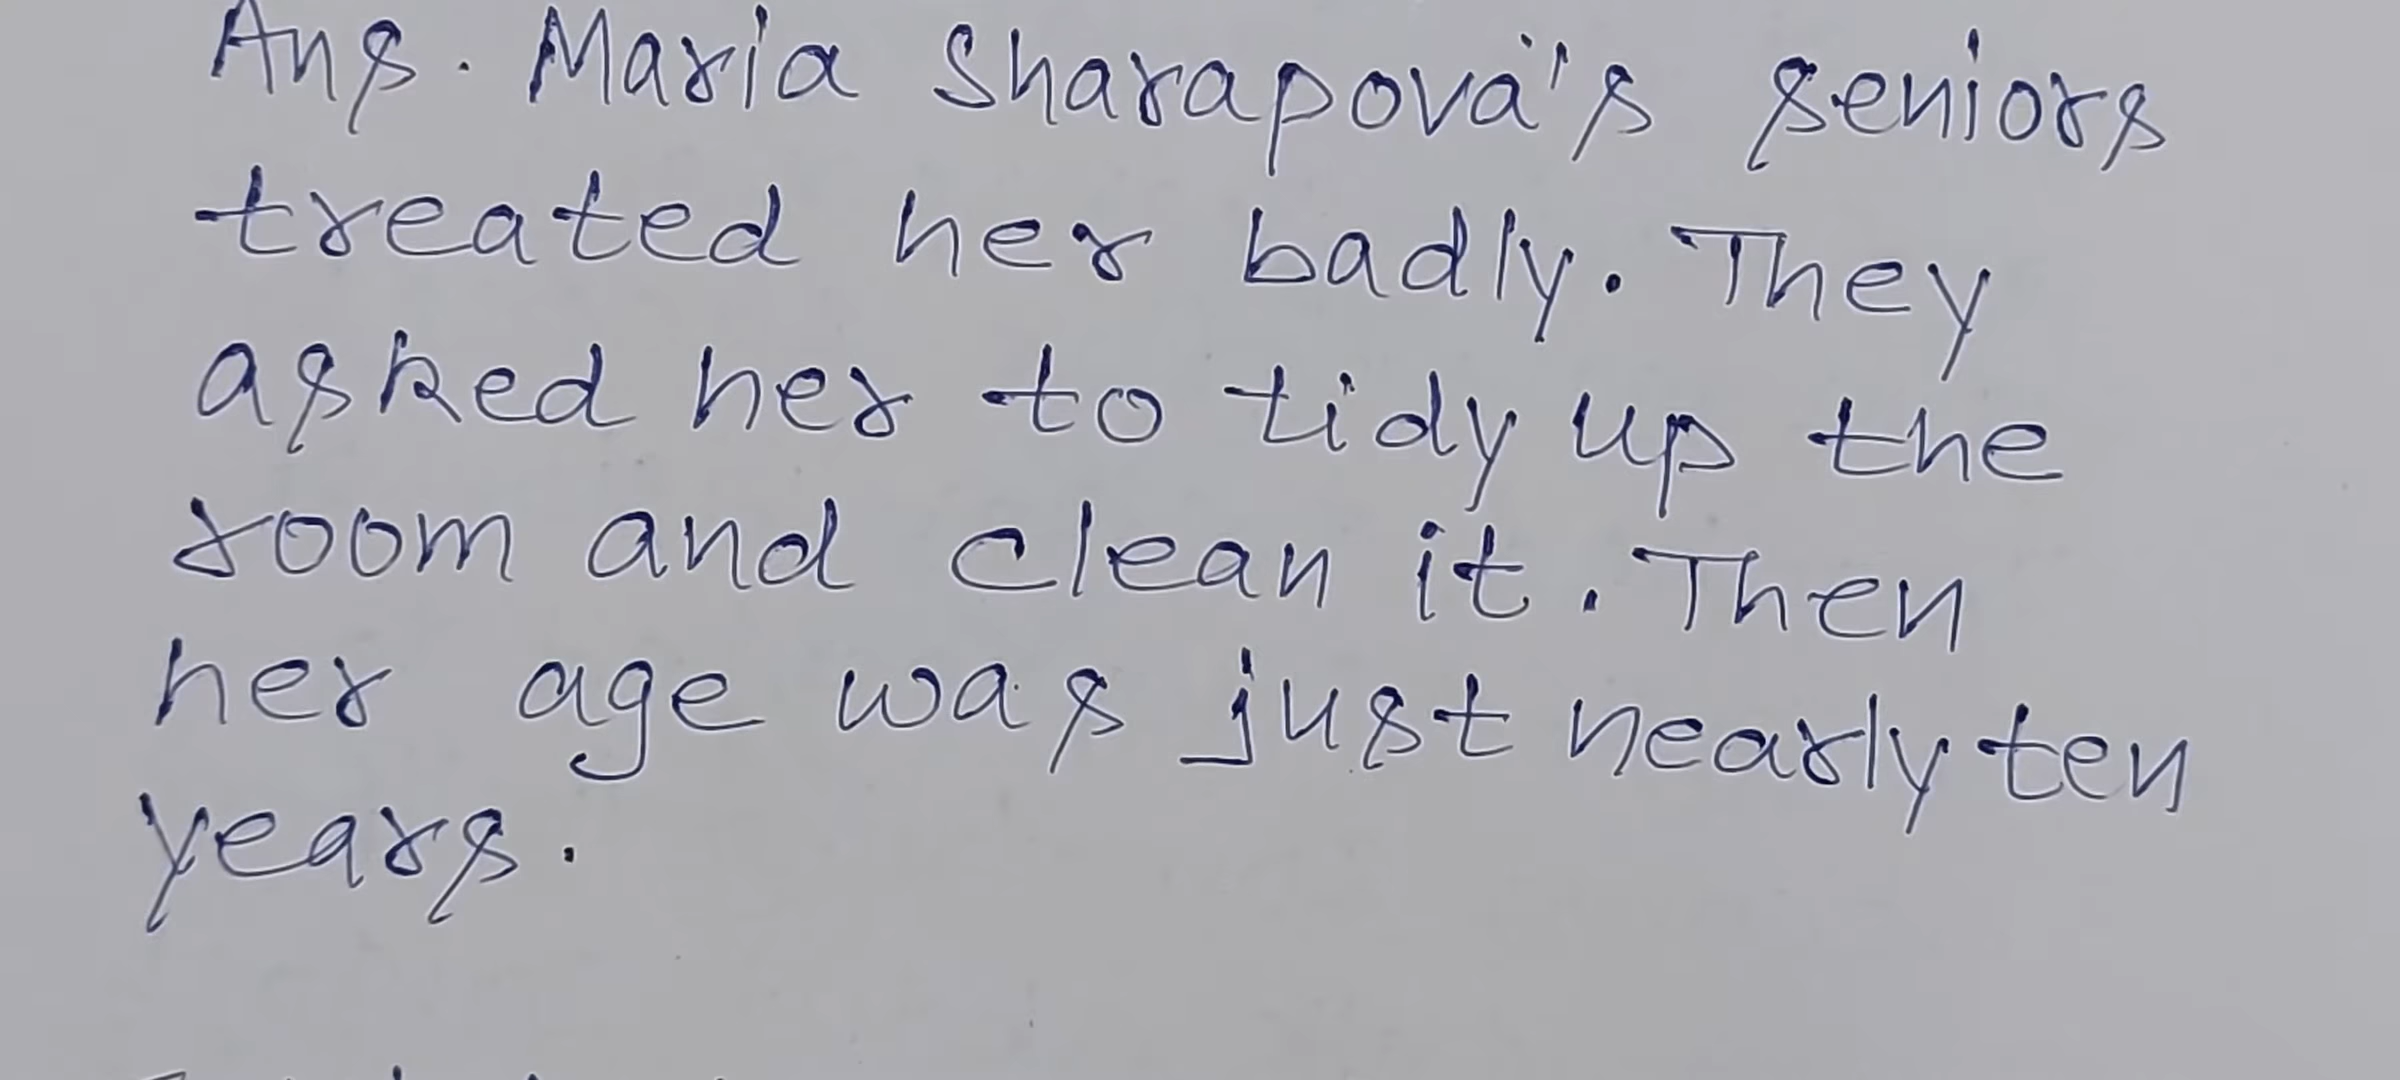 Ans. Maria Sharapova's seniors
treated her badly. They
asked her to tidy up the
room and clean it. Then
her age was just nearly ten
years.